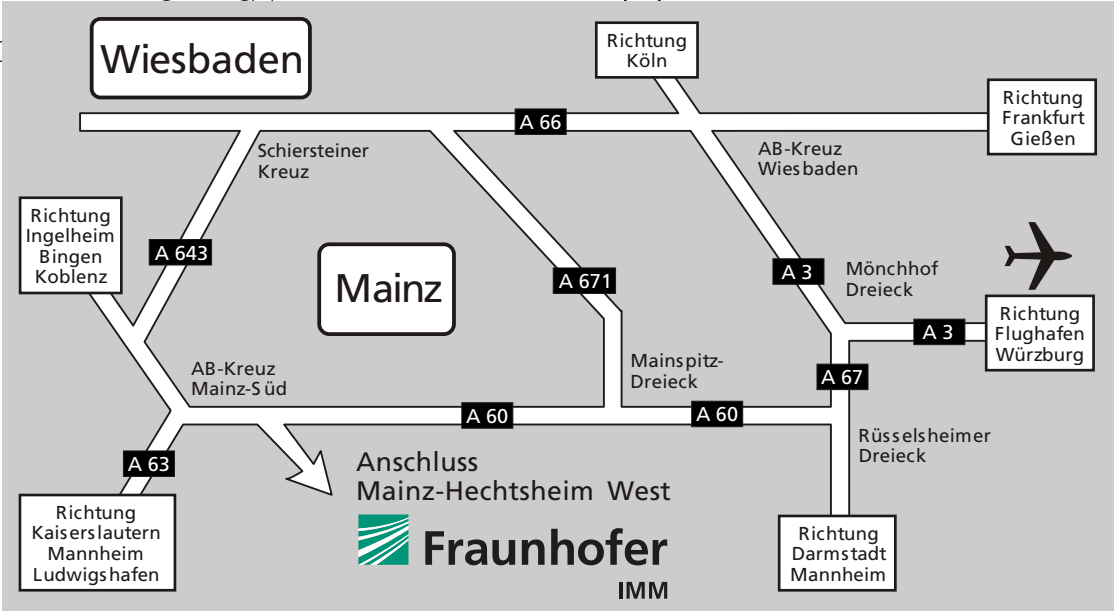 Wiesbaden
Richtung
Köln
A 66
Richtung
Frankfurt
Gießen
Schiersteiner
Kreuz
AB-Kreuz
Wiesbaden
Richtung
Ingelheim
Bingen
Koblenz
A 643
Mainz
A 671
A 3
Mönchhof
Dreieck
A 3
Richtung
Flughafen
Würzburg
AB-Kreuz
Mainz-Süd
Mainspitz-
Dreieck
A 67
A 60
A 60
Rüsselsheimer
Dreieck
A 63
Anschluss
Mainz-Hechtsheim West
Richtung
Kaiserslautern
Mannheim
Ludwigshafen
Fraunhofer
IMM
Richtung
Darmstadt
Mannheim